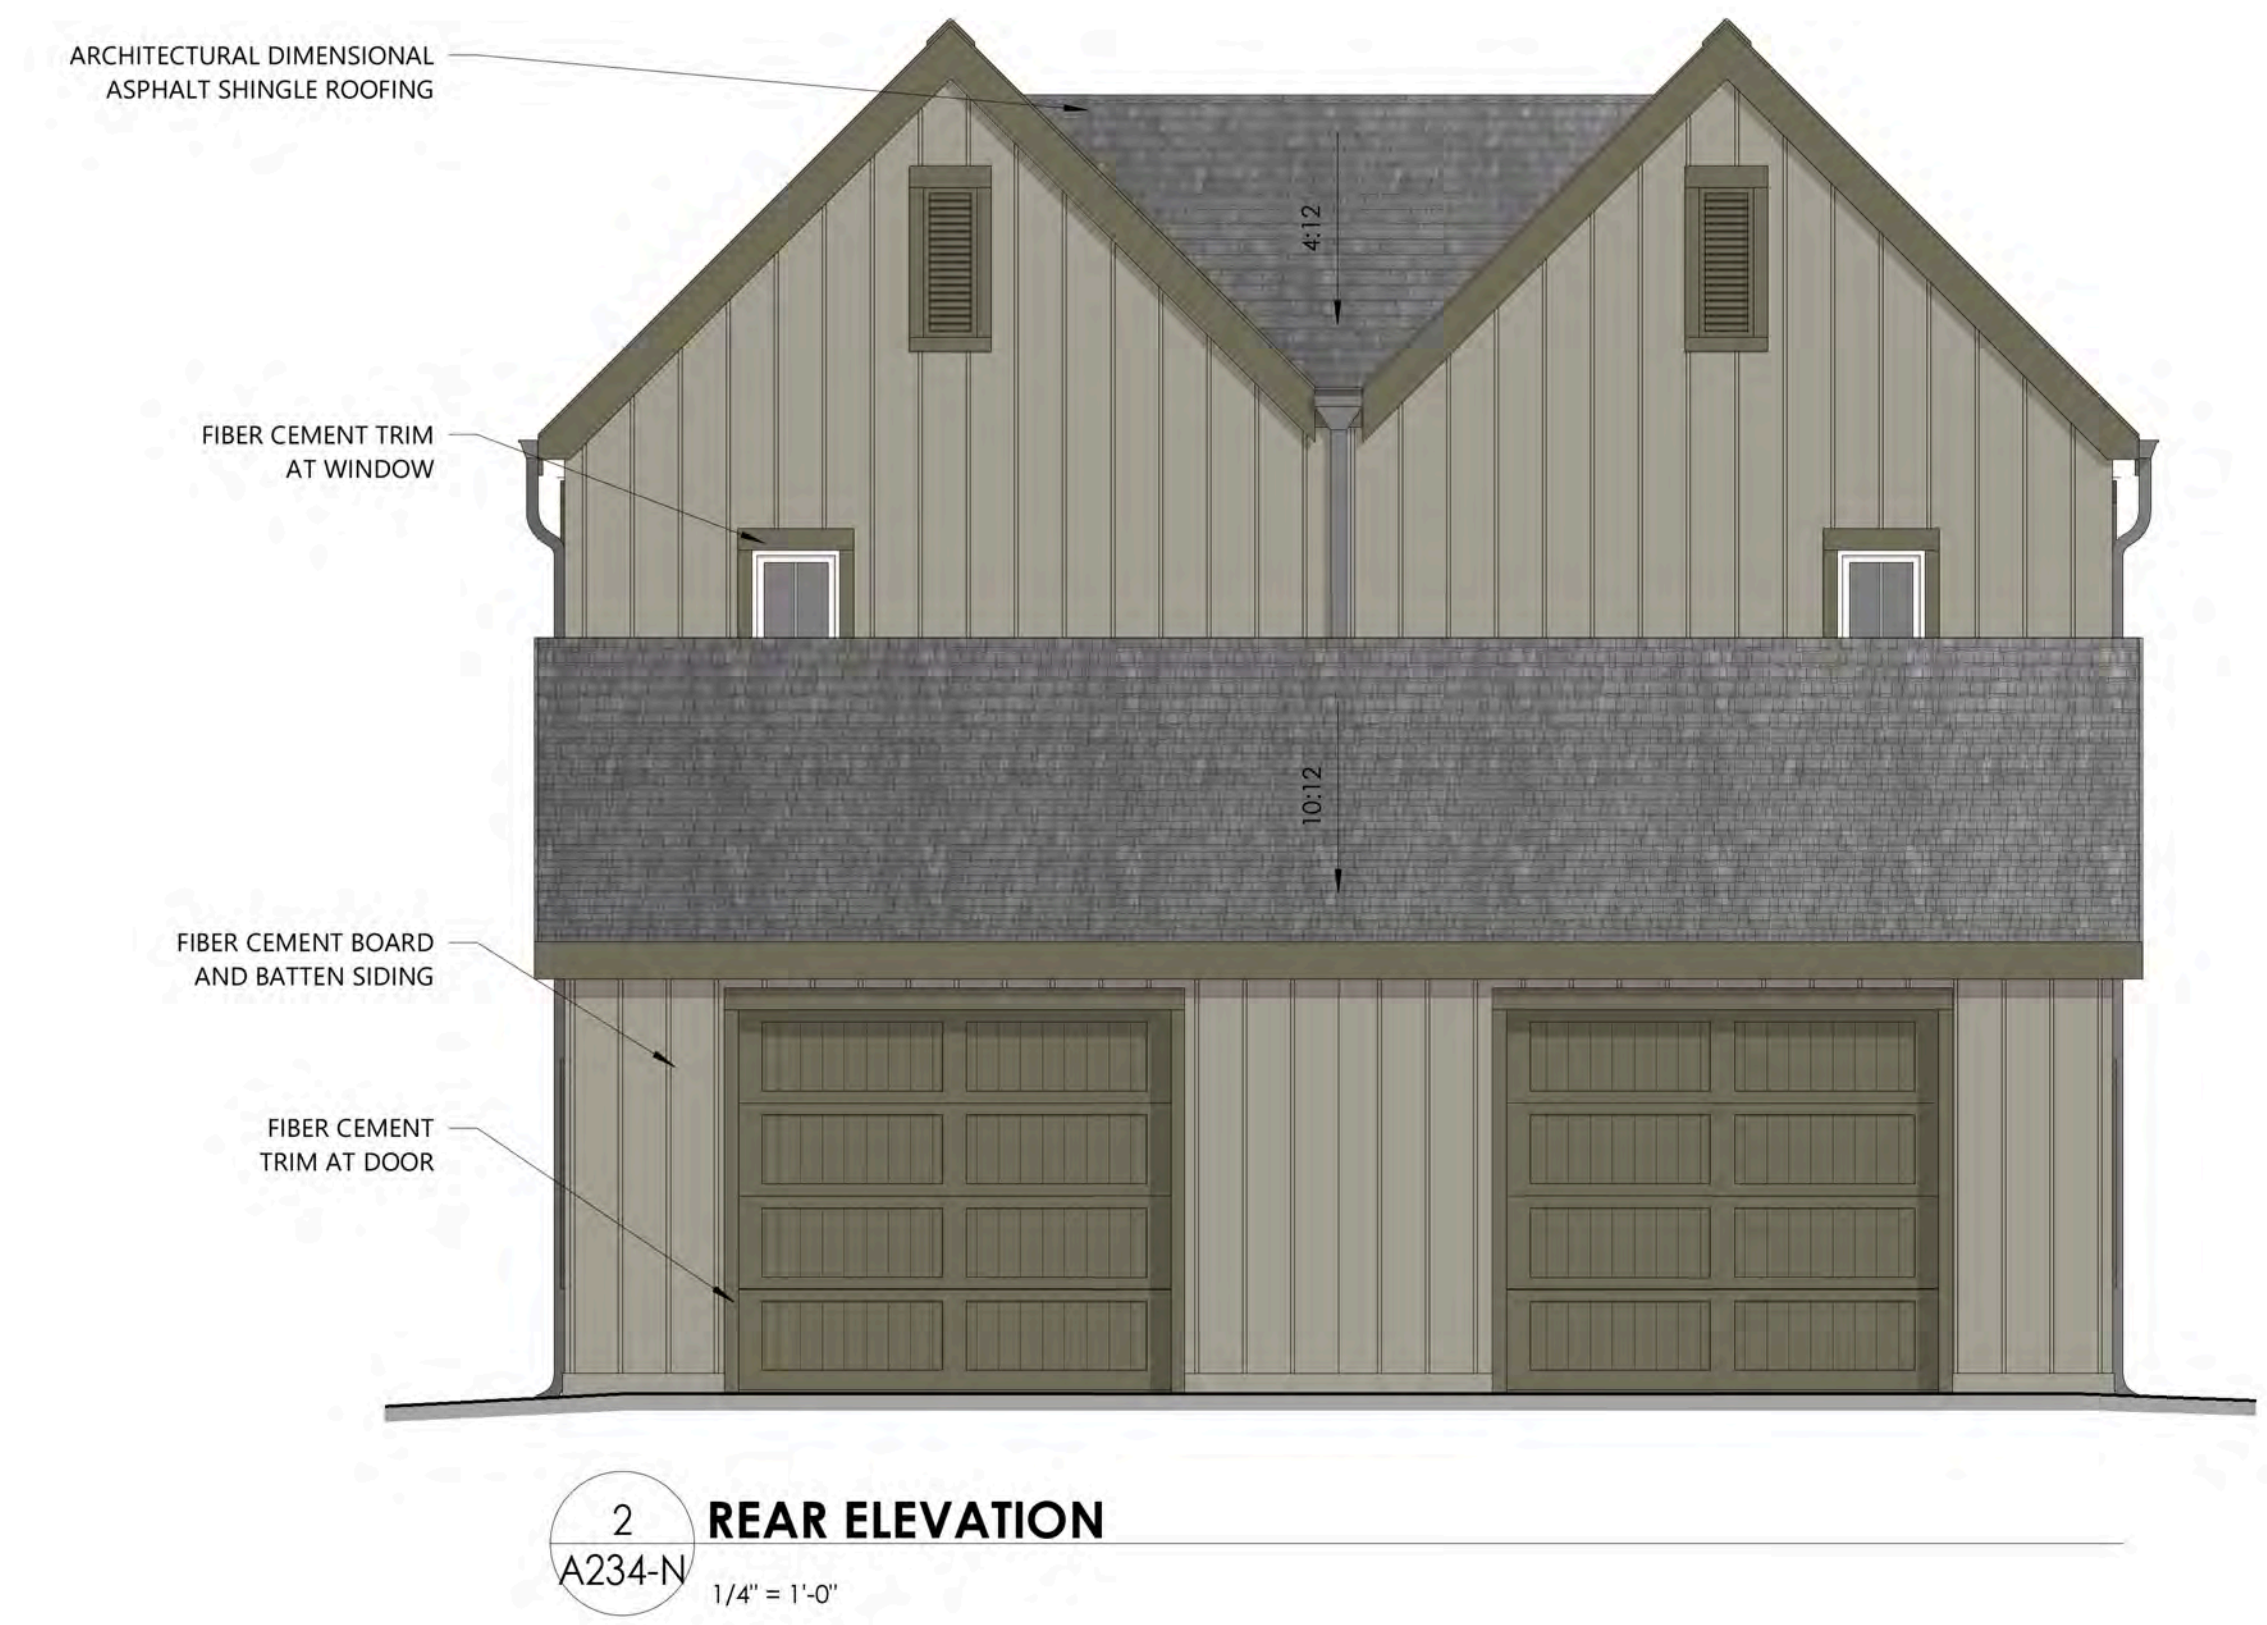 ARCHITECTURAL DIMENSIONAL
ASPHALT SHINGLE ROOFING
4:12
FIBER CEMENT TRIM
AT WINDOW
10:12
FIBER CEMENT BOARD
AND BATTEN SIDING
FIBER CEMENT
TRIM AT DOOR
2
A234-N
REAR ELEVATION
1/4" = 1'-0"